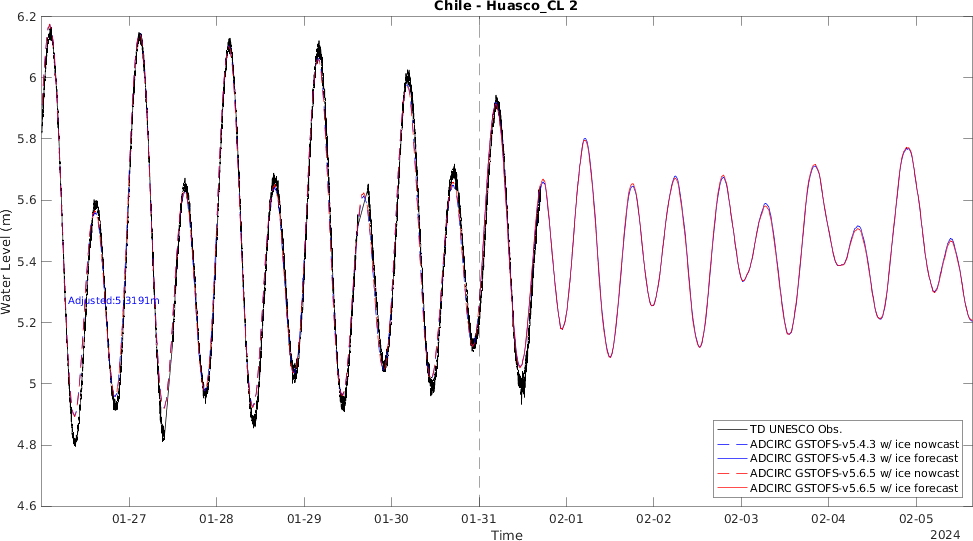 Chile - Huasco_CL 2
6.2
6
5.8
5.6
5.4
5.2
5
4.8
4.6
Water Level (m)
Adjusted:5.3191m
TD UNESCO Obs.
ADCIRC GSTOFS-v5.4.3 w/ ice nowcast
ADCIRC GSTOFS-v5.4.3 w/ ice forecast
ADCIRC GSTOFS-v5.6.5 w/ ice nowcast
ADCIRC GSTOFS-v5.6.5 w/ ice forecast
01-27
01-28
01-29
01-30
01-31
02-01
02-02
02-03
02-04
02-05
Time
2024